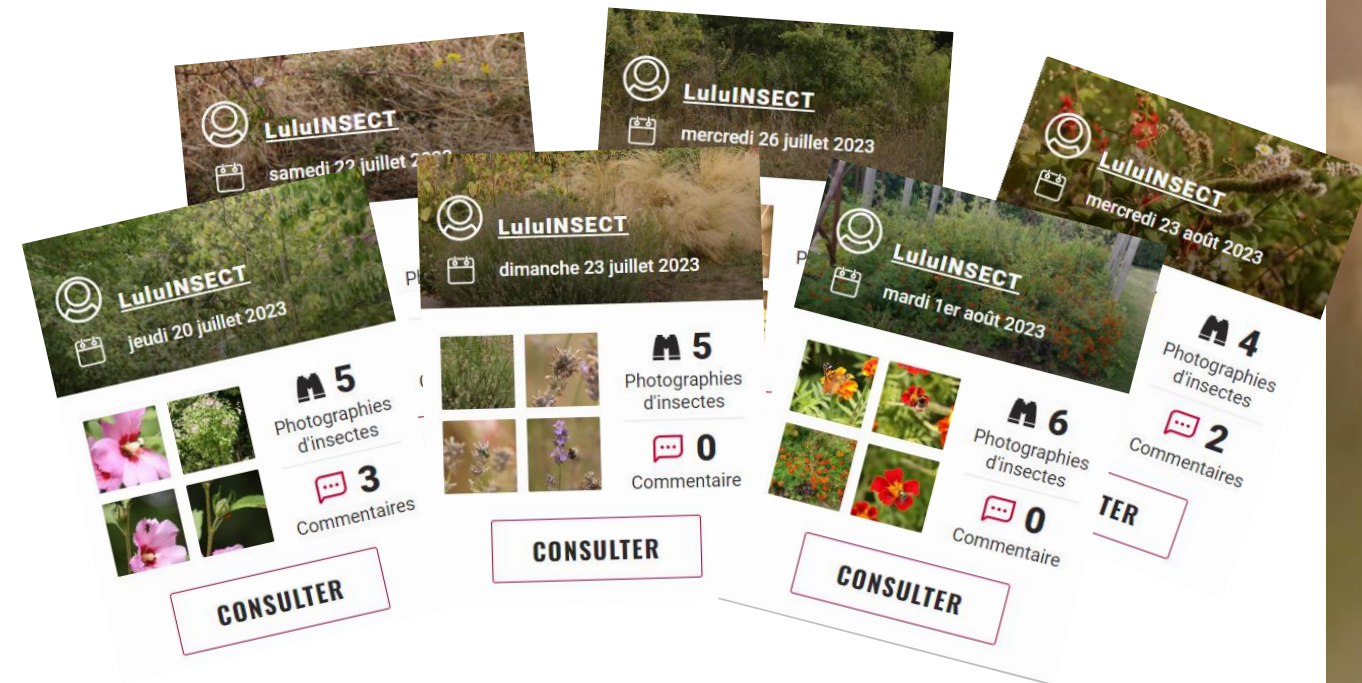 LuluINSECT
samedi 22 juillet 2023
LuluINSECT
mercredi 26 juillet 2023
LuluINSECT
mercredi 23 août 2023
4
Photographies
d'insectes
2
Commentaires
TER
LuluINSECT
jeudi 20 juillet 2023
5
Photographies
d'insectes
3
Commentaires
CONSULTER
LuluINSECT
dimanche 23 juillet 2023
5
Photographies
d'insectes
0
Commentaire
CONSULTER
LuluINSECT
mardi 1er août 2023
6
Photographies
d'insectes
0
Commentaire
CONSULTER